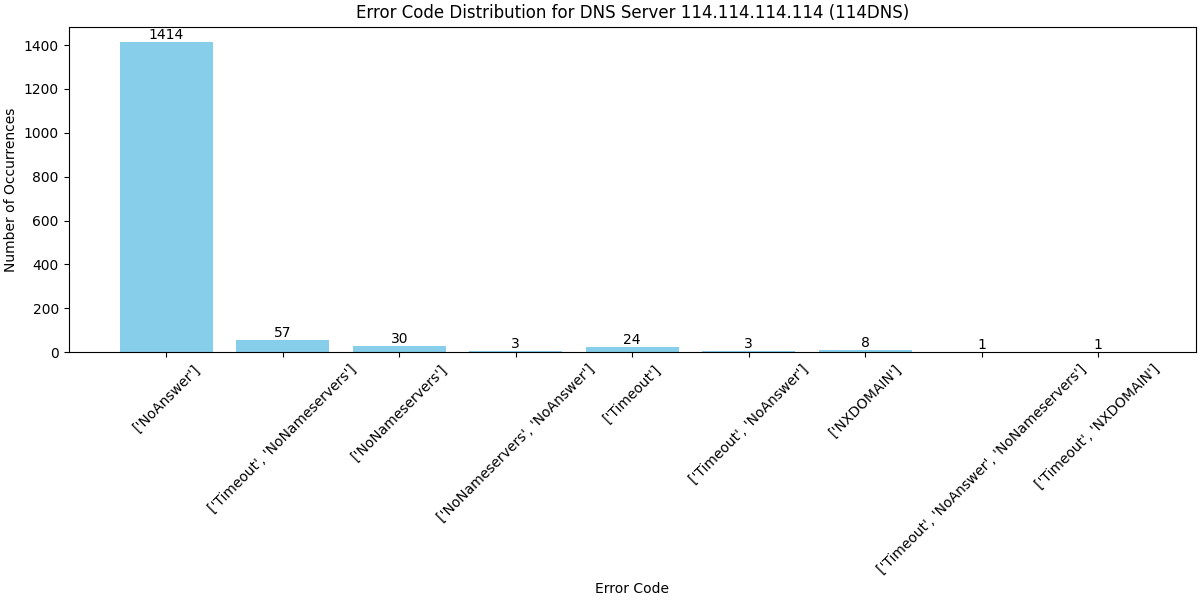 Error Code Distribution for DNS Server 114.114.114.114 (114DNS)
Number of Occurrences
1400
1200
1000
800
600
400
200
0
1414
57
30
3
24
3
8
1
1
['NoAnswer']
['Timeout', 'NoNameservers']
['NoNameservers']
['NoNameservers', 'NoAnswer']
['Timeout']
['Timeout', 'NoAnswer']
['NXDOMAIN']
['Timeout', 'NoAnswer', 'NoNameservers']
['Timeout', 'NXDOMAIN']
Error Code